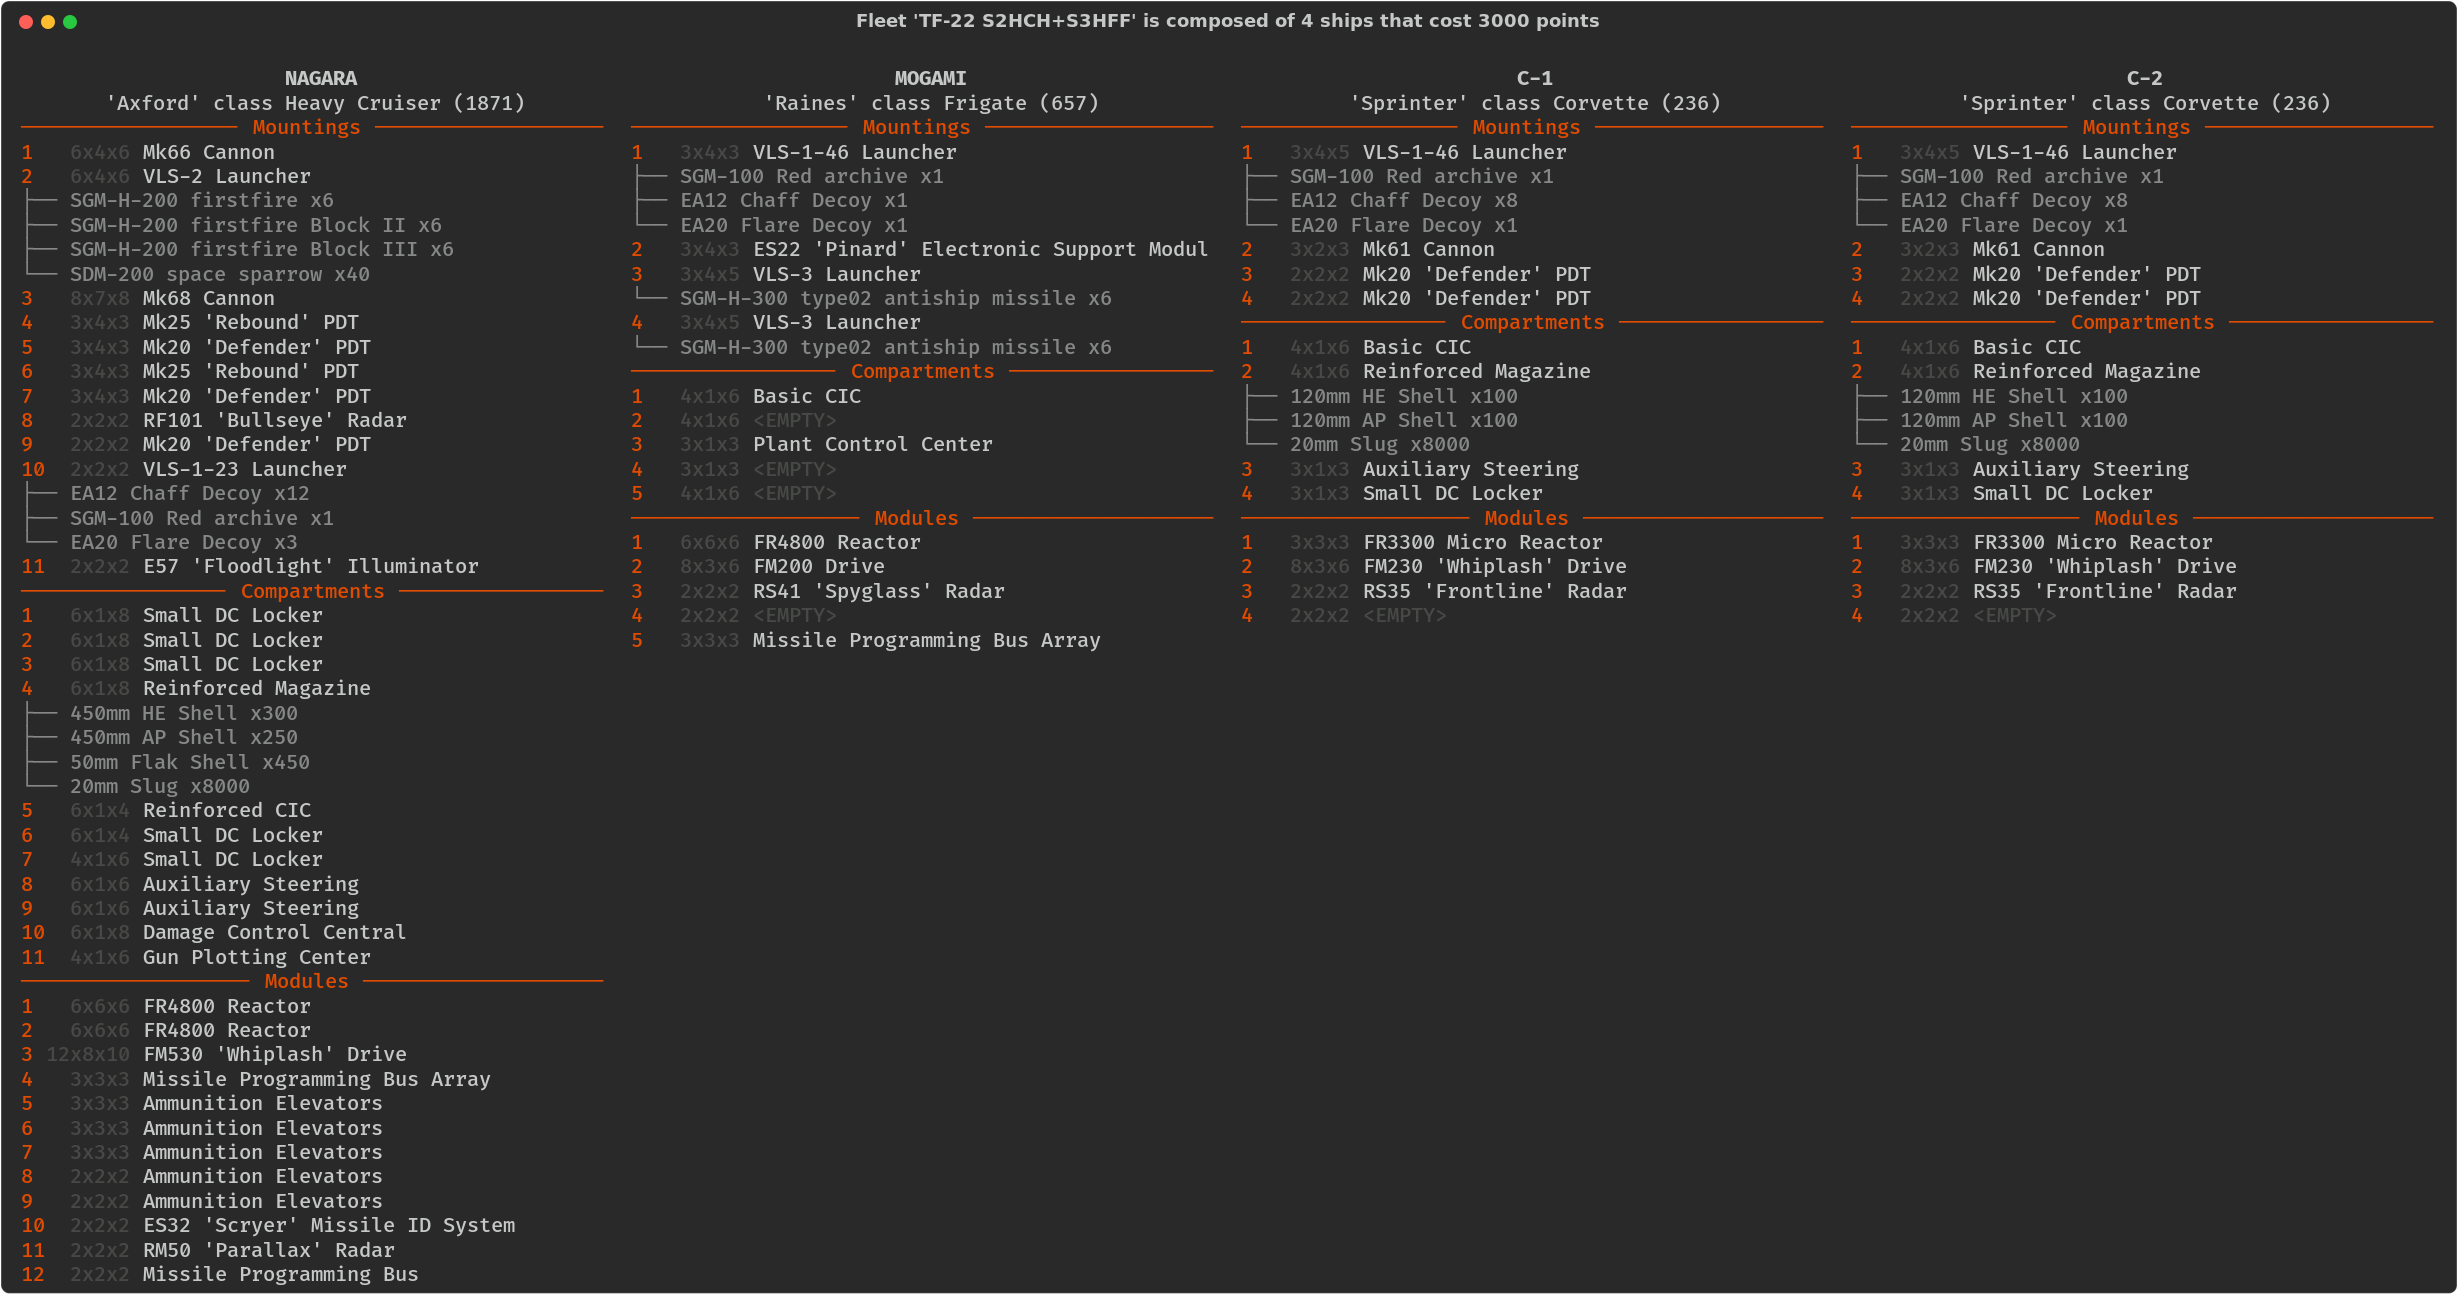 Fleet 'TF-22 S2HCH+S3HFF' is composed of 4 ships that cost 3000 points
NAGARA
'Axford' class Heavy Cruiser (1871)
Mountings
1 6x4x6 Mk66 Cannon
2 6x4x6 VLS-2 Launcher
SGM-H-200 firstfire x6
SGM-H-200 firstfire Block II x6
SGM-H-200 firstfire Block III x6
SDM-200 space sparrow x40
3 8x7x8 Mk68 Cannon
4 3x4x3 Mk25 'Rebound' PDT
5 3x4x3 Mk20 'Defender' PDT
6 3x4x3 Mk25 'Rebound' PDT
7 3x4x3 Mk20 'Defender' PDT
8 2x2x2 RF101 'Bullseye' Radar
9 2x2x2 Mk20 'Defender' PDT
10 2x2x2 VLS-1-23 Launcher
EA12 Chaff Decoy x12
SGM-100 Red archive x1
EA20 Flare Decoy x3
11 2x2x2 E57 'Floodlight' Illuminator
Compartments
1 6x1x8 Small DC Locker
2 6x1x8 Small DC Locker
3 6x1x8 Small DC Locker
4 6x1x8 Reinforced Magazine
450mm HE Shell x300
450mm AP Shell x250
50mm Flak Shell x450
20mm Slug x8000
5 6x1x4 Reinforced CIC
6 6x1x4 Small DC Locker
7 4x1x6 Small DC Locker
8 6x1x6 Auxiliary Steering
9 6x1x6 Auxiliary Steering
10 6x1x8 Damage Control Central
11 4x1x6 Gun Plotting Center
Modules
1 6x6x6 FR4800 Reactor
2 6x6x6 FR4800 Reactor
3 12x8x10 FM530 'Whiplash' Drive
4 3x3x3 Missile Programming Bus Array
5 3x3x3 Ammunition Elevators
6 3x3x3 Ammunition Elevators
7 3x3x3 Ammunition Elevators
8 2x2x2 Ammunition Elevators
9 2x2x2 Ammunition Elevators
10 2x2x2 ES32 'Scryer' Missile ID System
11 2x2x2 RM50 'Parallax' Radar
12 2x2x2 Missile Programming Bus
MOGAMI
'Raines' class Frigate (657)
Mountings
1 3x4x3 VLS-1-46 Launcher
SGM-100 Red archive x1
EA12 Chaff Decoy x1
EA20 Flare Decoy x1
2 3x4x3 ES22 'Pinard' Electronic Support Modul
3 3x4x5 VLS-3 Launcher
SGM-H-300 type02 antiship missile x6
4 3x4x5 VLS-3 Launcher
SGM-H-300 type02 antiship missile x6
Compartments
1 4x1x6 Basic CIC
2 4x1x6 <EMPTY>
3 3x1x3 Plant Control Center
4 3x1x3 <EMPTY>
5 4x1x6 <EMPTY>
Modules
1 6x6x6 FR4800 Reactor
2 8x3x6 FM200 Drive
3 2x2x2 RS41 'Spyglass' Radar
4 2x2x2 <EMPTY>
5 3x3x3 Missile Programming Bus Array
C-1
'Sprinter' class Corvette (236)
Mountings
1 3x4x5 VLS-1-46 Launcher
SGM-100 Red archive x1
EA12 Chaff Decoy x8
EA20 Flare Decoy x1
2 3x2x3 Mk61 Cannon
3 2x2x2 Mk20 'Defender' PDT
4 2x2x2 Mk20 'Defender' PDT
Compartments
1 4x1x6 Basic CIC
2 4x1x6 Reinforced Magazine
120mm HE Shell x100
120mm AP Shell x100
20mm Slug x8000
3 3x1x3 Auxiliary Steering
4 3x1x3 Small DC Locker
Modules
1 3x3x3 FR3300 Micro Reactor
2 8x3x6 FM230 'Whiplash' Drive
3 2x2x2 RS35 'Frontline' Radar
4 2x2x2 <EMPTY>
C-2
'Sprinter' class Corvette (236)
Mountings
1 3x4x5 VLS-1-46 Launcher
SGM-100 Red archive x1
EA12 Chaff Decoy x8
EA20 Flare Decoy x1
2 3x2x3 Mk61 Cannon
3 2x2x2 Mk20 'Defender' PDT
4 2x2x2 Mk20 'Defender' PDT
Compartments
1 4x1x6 Basic CIC
2 4x1x6 Reinforced Magazine
120mm HE Shell x100
120mm AP Shell x100
20mm Slug x8000
3 3x1x3 Auxiliary Steering
4 3x1x3 Small DC Locker
Modules
1 3x3x3 FR3300 Micro Reactor
2 8x3x6 FM230 'Whiplash' Drive
3 2x2x2 RS35 'Frontline' Radar
4 2x2x2 <EMPTY>